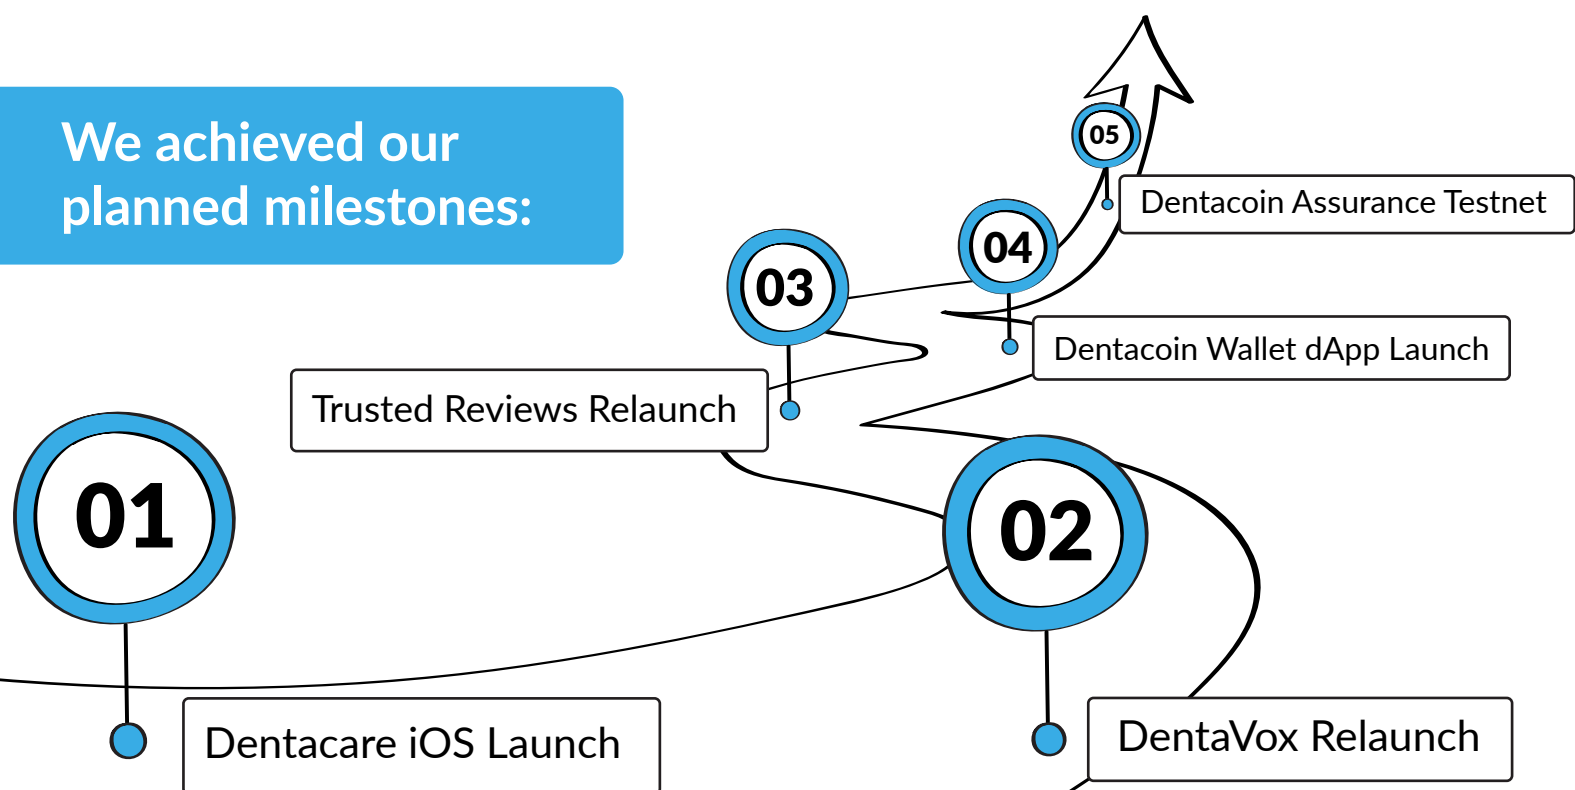 We achieved our
planned milestones:
01
Dentacare iOS Launch
02
DentaVox Relaunch
03
Trusted Reviews Relaunch
04
Dentacoin Wallet dApp Launch
05
Dentacoin Assurance Testnet